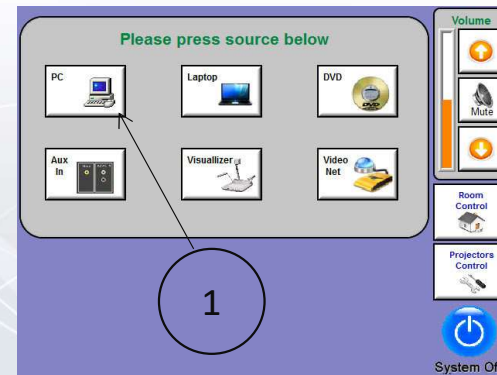 Please press source below
PC
Laptop
DVD
Aux
In
Visuallizer
Video
Net
1
Volume
Mute
Room
Control
Projectors
Control
System Of